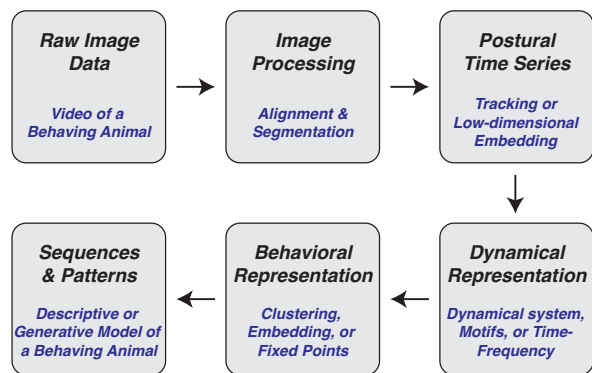 Raw Image
Data
Video of a
Behaving Animal
Image
Processing
Alignment &
Segmentation
Postural
Time Series
Tracking or
Low-dimensional
Embedding
Dynamical
Representation
Dynamical system,
Motifs, or Time-
Frequency
Behavioral
Representation
Clustering,
Embedding, or
Fixed Points
Sequences
& Patterns
Descriptive or
Generative Model of
a Behaving Animal